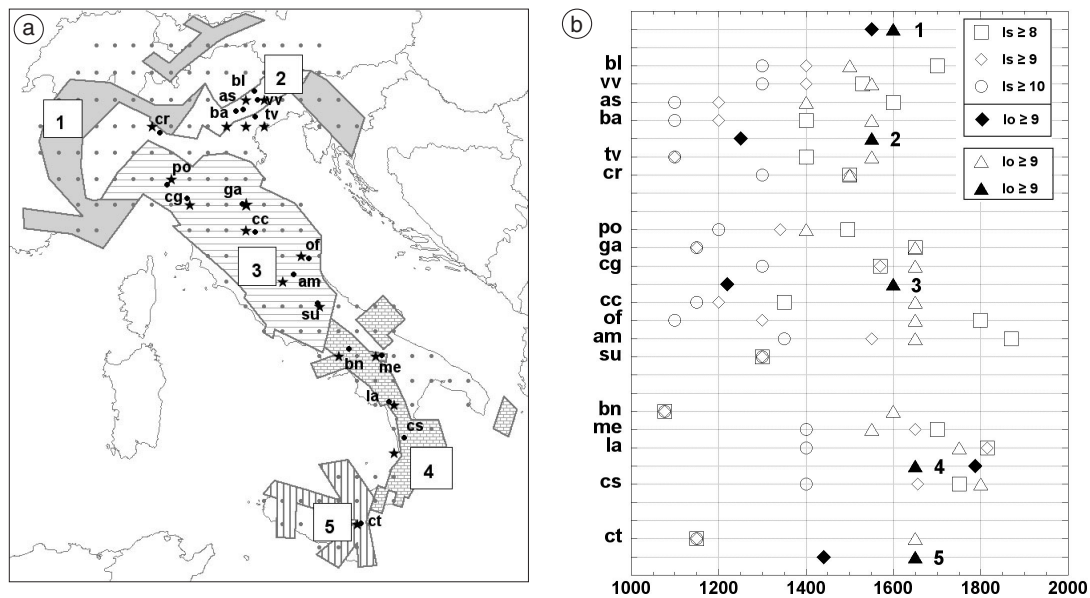 a
1
2
bl
as
vv
ba
tv
cr
po
cg
ga
cc
of
3
am
su
bn
me
la
cs
4
5
ct
b
1
Is ≥ 8
Is ≥ 9
Is ≥ 10
Io ≥ 9
Io ≥ 9
Io ≥ 9
bl
vv
as
ba
2
tv
cr
po
ga
cg
3
cc
of
am
su
bn
me
la
4
cs
ct
5
1000 1200 1400 1600 1800 2000